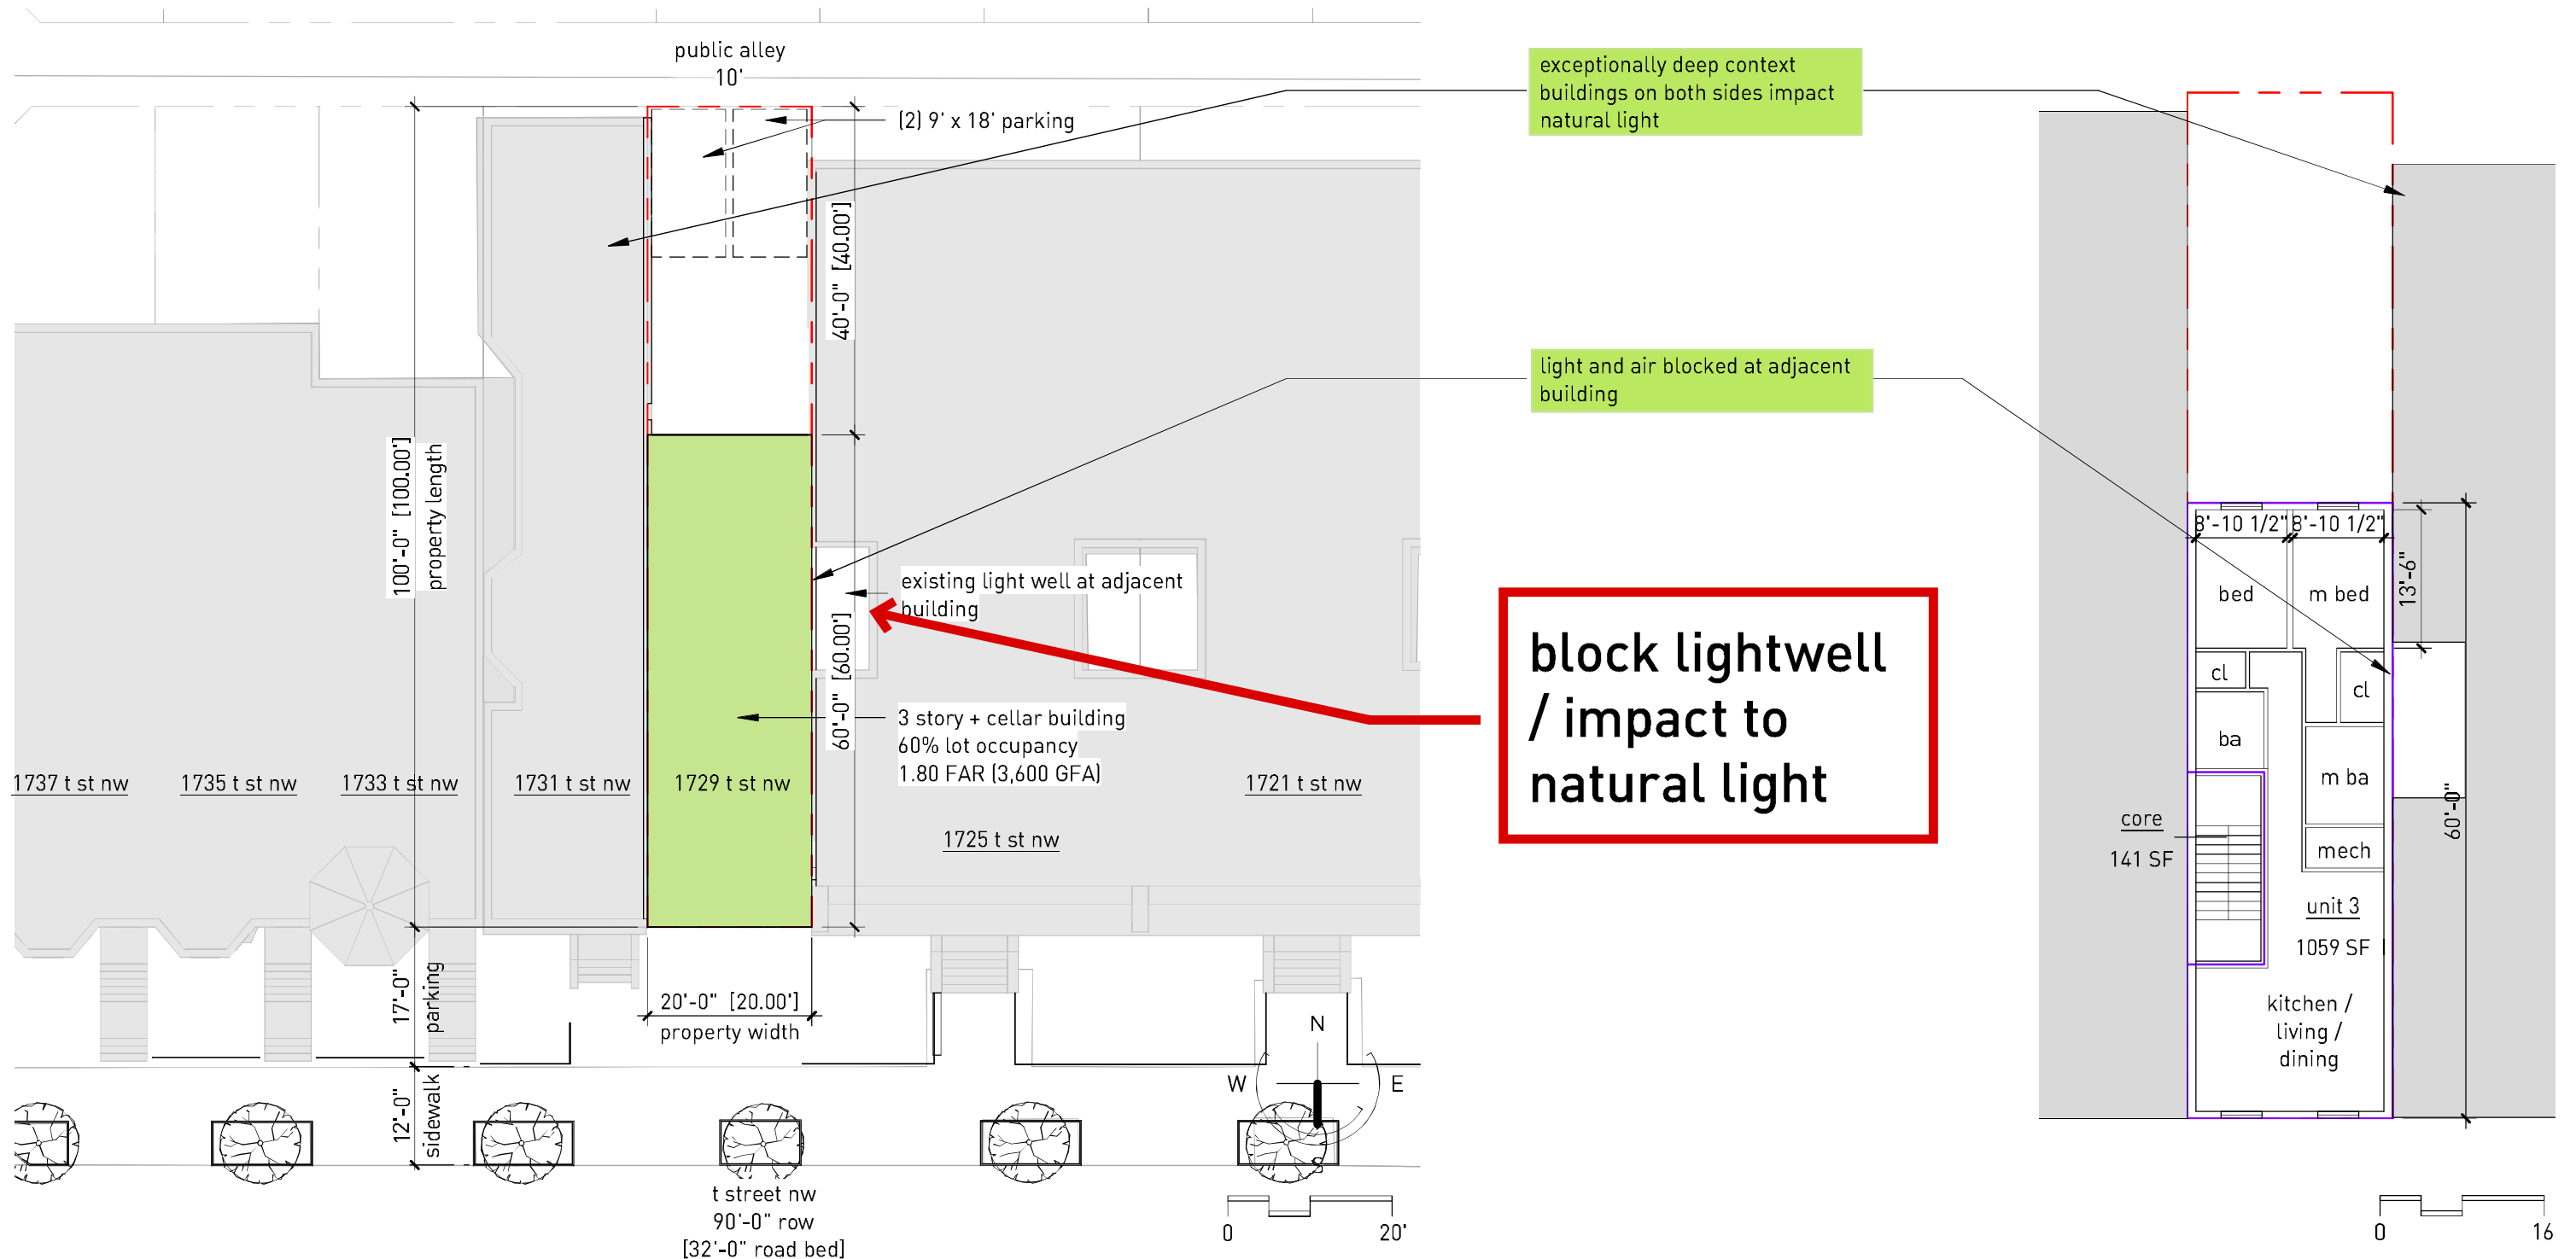 public alley
10'
(2) 9' x 18' parking
exceptionally deep context
buildings on both sides impact
natural light
40'-0" [40.00']
100'-0" [100.00']
property length
light and air blocked at adjacent
building
existing light well at adjacent
building
60'-0" [60.00']
block lightwell
/ impact to
natural light
3 story + cellar building
60% lot occupancy
1.80 FAR (3,600 GFA)
1737 t st nw
1735 t st nw
1733 t st nw
1731 t st nw
1729 t st nw
1725 t st nw
1721 t st nw
17'-0"
parking
20'-0" [20.00']
property width
12'-0"
sidewalk
N
W
E
S
t street nw
90'-0" row
[32'-0" road bed]
0
20'
8'-10 1/2"
8'-10 1/2"
13'-6"
bed
m bed
cl
cl
ba
m ba
mech
core
141 SF
60'-0"
unit 3
1059 SF
kitchen /
living /
dining
0
16